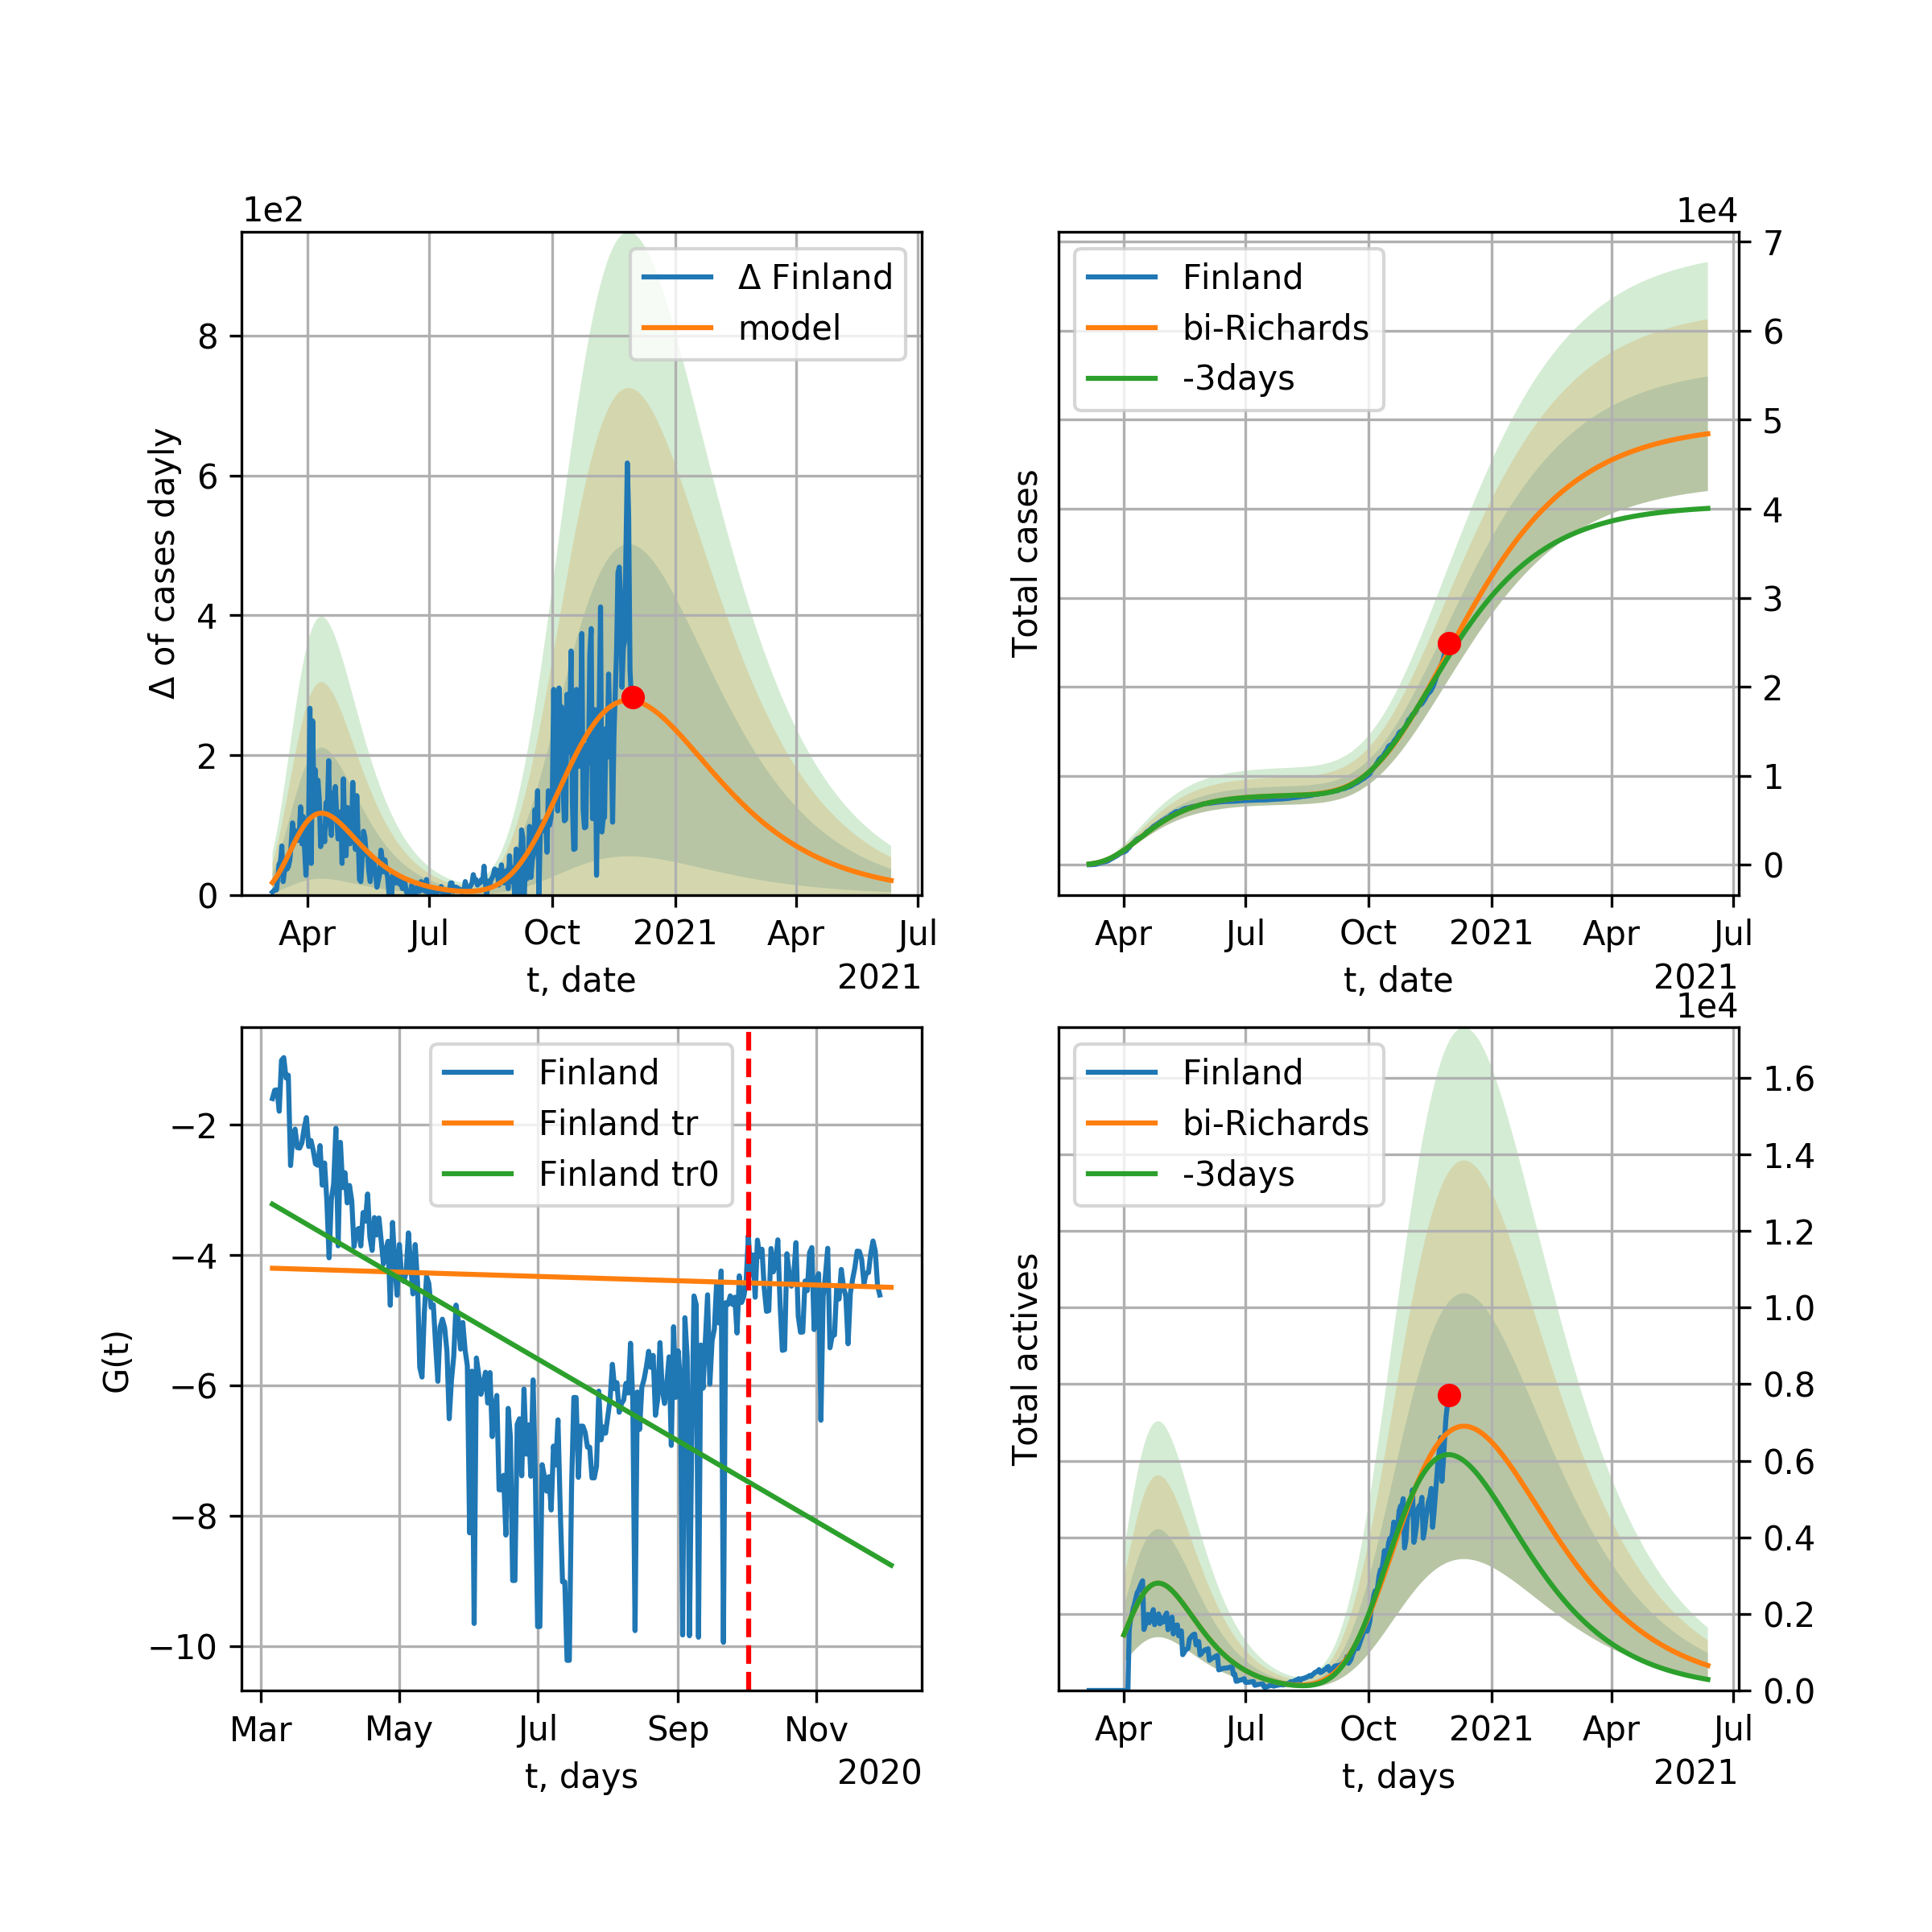 1e2
Δ Finland
model
8
6
4
2
0
Δ of cases dayly
Apr
Jul
Oct
2021
Apr
Jul
t, date
2021
1e4
Finland
bi-Richards
-3days
7
6
5
4
3
2
1
0
Total cases
Apr
Jul
Oct
2021
Apr
Jul
t, date
2021
Finland
Finland tr
Finland tr0
−2
−4
−6
−8
−10
G(t)
Mar
May
Jul
Sep
Nov
t, days
2020
1e4
Finland
bi-Richards
-3days
1.6
1.4
1.2
1.0
0.8
0.6
0.4
0.2
0.0
Total actives
Apr
Jul
Oct
2021
Apr
Jul
t, days
2021